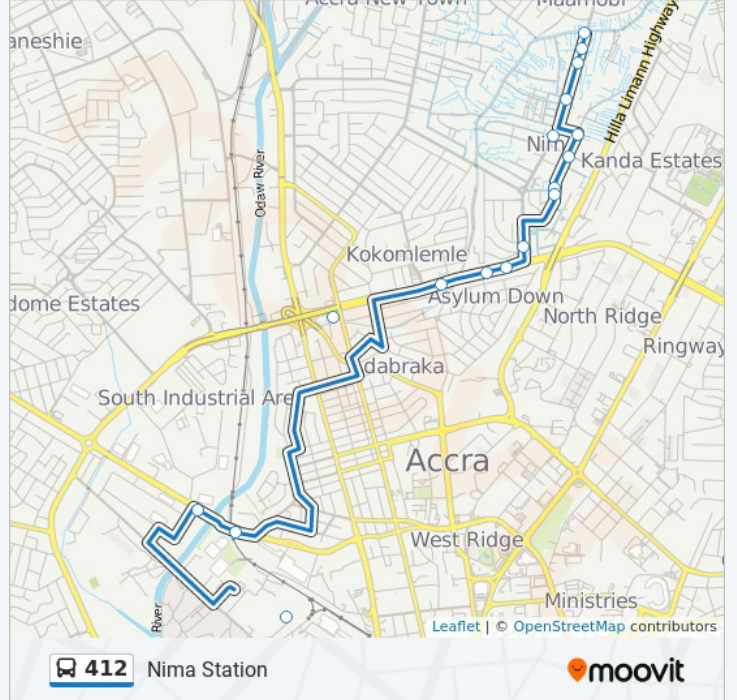 Accra New Town
Maamobi
aneshie
Hilla Limann Highway
Nim
Kanda Estates
Odaw River
Kokomlemle
dome Estates
Asylum Down
North Ridge
Ringway
dabraka
South Industrial Are
Accra
West Ridge
Ministries
River
Leaflet | © OpenStreetMap contributors
412 Nima Station
moovit